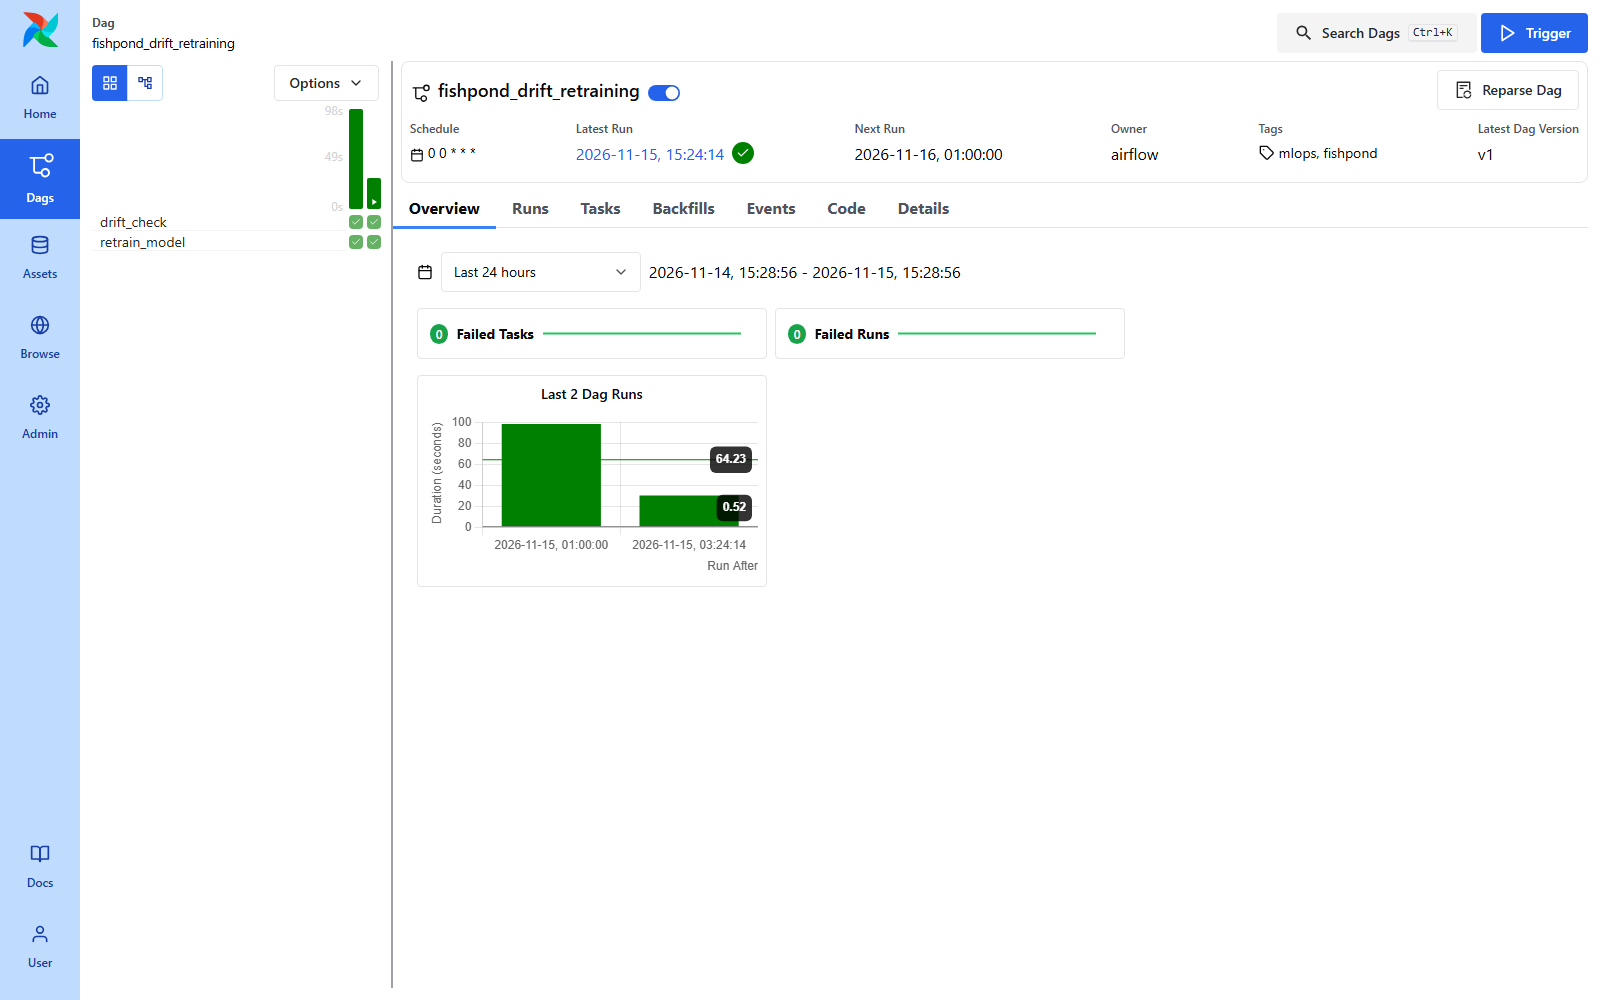 Dag
fishpond_drift_retraining
Search Dags Ctrl+K
Trigger
Home
Dags
Assets
Browse
Admin
Docs
User
Options
98s
49s
0s
drift_check
retrain_model
fishpond_drift_retraining
Reparse Dag
Schedule
0 0 * * *
Latest Run
2026-11-15, 15:24:14
Next Run
2026-11-16, 01:00:00
Owner
airflow
Tags
mlops, fishpond
Latest Dag Version
v1
Overview Runs Tasks Backfills Events Code Details
Last 24 hours 2026-11-14, 15:28:56 - 2026-11-15, 15:28:56
0 Failed Tasks
0 Failed Runs
Last 2 Dag Runs
Duration (seconds)
100
80
60
40
20
0
64.23
0.52
2026-11-15, 01:00:00 2026-11-15, 03:24:14
Run After